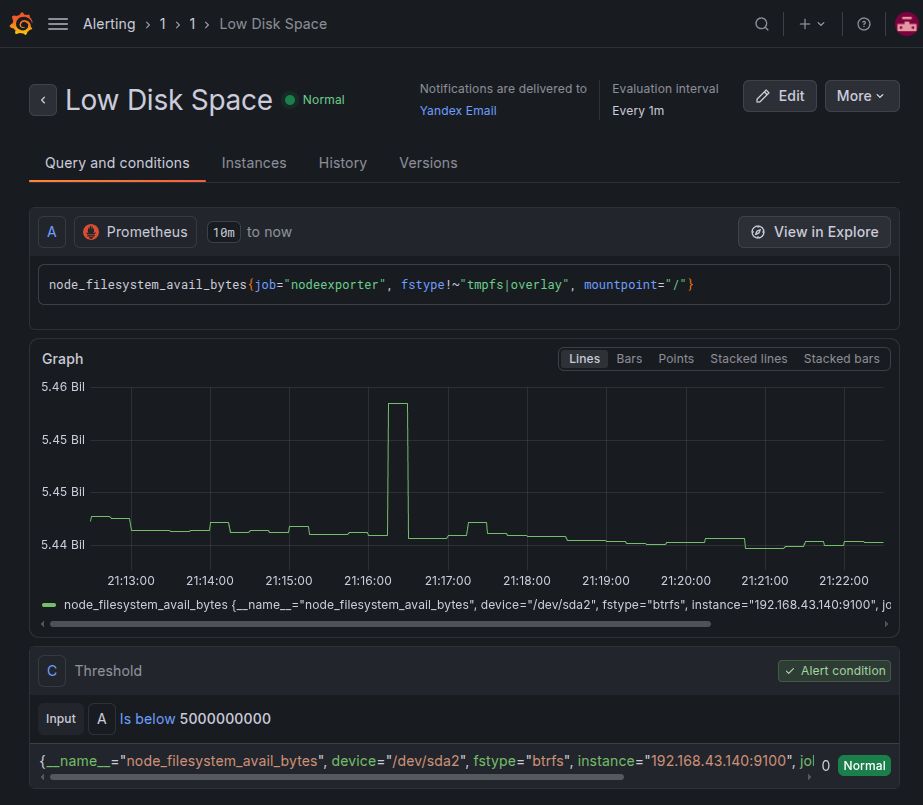 Alerting › 1 › 1 › Low Disk Space
Low Disk Space Normal
Notifications are delivered to
Yandex Email
Evaluation interval
Every 1m
Edit
More
Query and conditions Instances History Versions
A Prometheus 10m to now View in Explore
node_filesystem_avail_bytes{job="nodeexporter", fstype!~"tmpfs|overlay", mountpoint="/"}
Graph Lines Bars Points Stacked lines Stacked bars
5.46 Bil
5.45 Bil
5.45 Bil
5.44 Bil
21:13:00 21:14:00 21:15:00 21:16:00 21:17:00 21:18:00 21:19:00 21:20:00 21:21:00 21:22:00
node_filesystem_avail_bytes {__name__="node_filesystem_avail_bytes", device="/dev/sda2", fstype="btrfs", instance="192.168.43.140:9100", jo
C Threshold Alert condition
Input A Is below 5000000000
{__name__="node_filesystem_avail_bytes", device="/dev/sda2", fstype="btrfs", instance="192.168.43.140:9100", jol 0 Normal